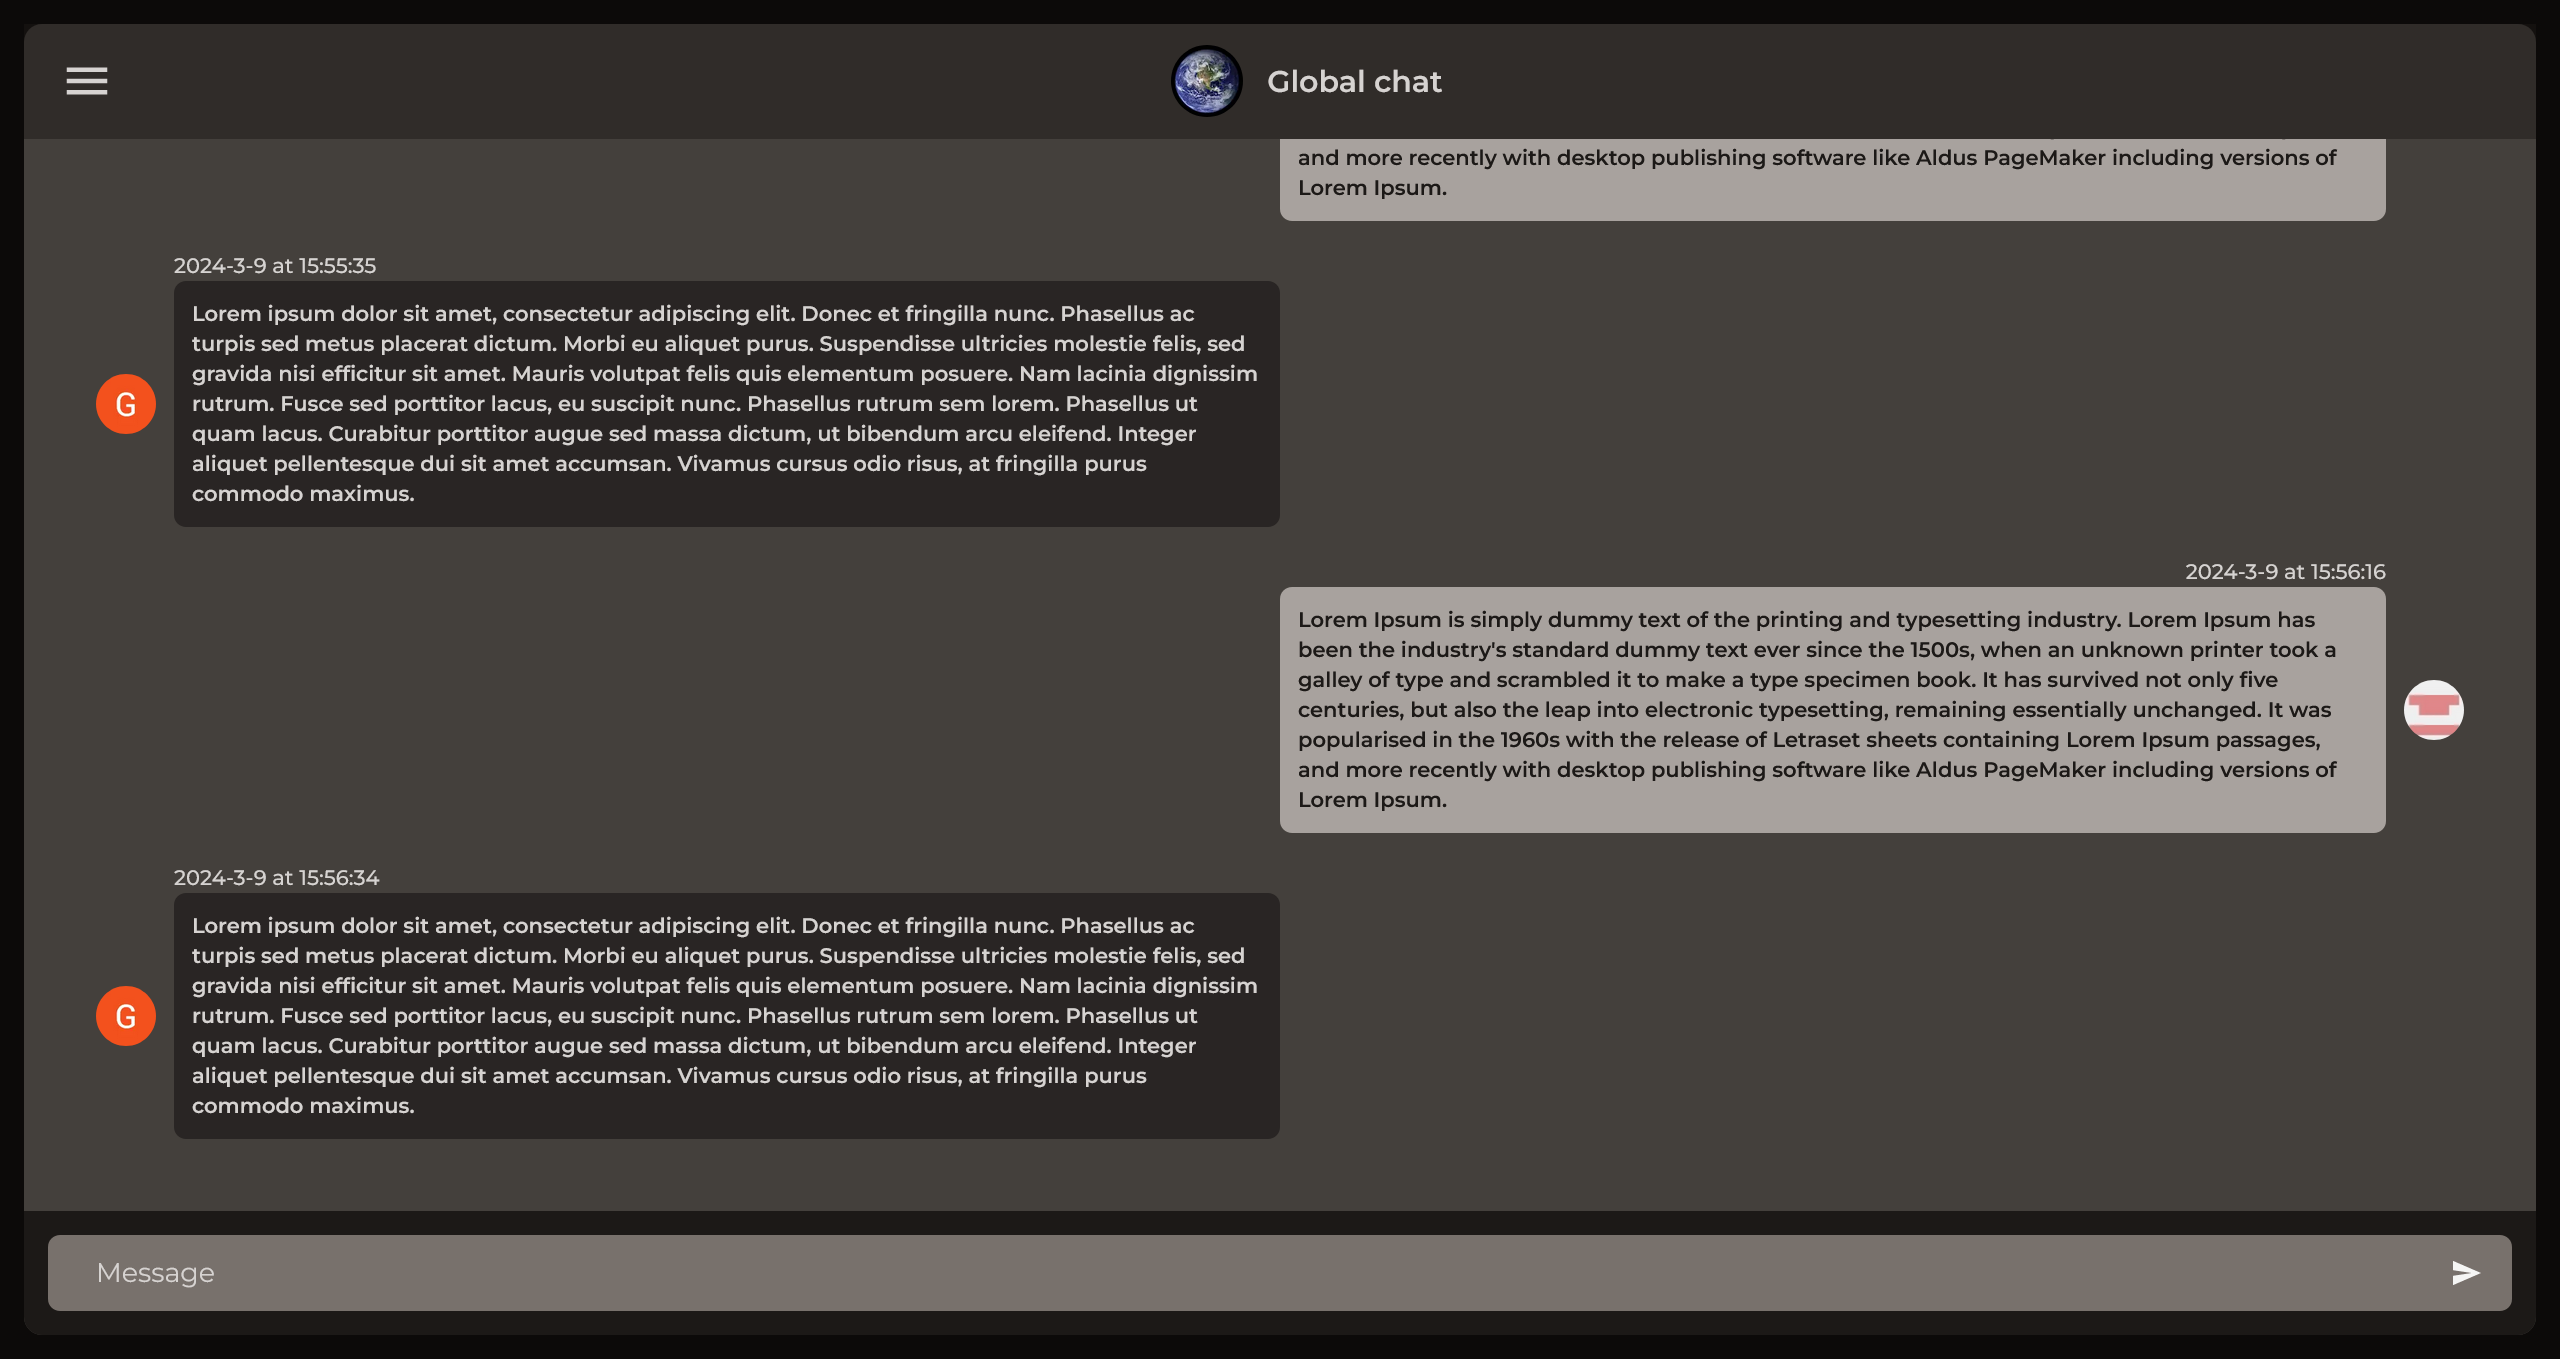 Global chat
and more recently with desktop publishing software like Aldus PageMaker including versions of
Lorem Ipsum.
2024-3-9 at 15:55:35
Lorem ipsum dolor sit amet, consectetur adipiscing elit. Donec et fringilla nunc. Phasellus ac
turpis sed metus placerat dictum. Morbi eu aliquet purus. Suspendisse ultricies molestie felis, sed
gravida nisi efficitur sit amet. Mauris volutpat felis quis elementum posuere. Nam lacinia dignissim
rutrum. Fusce sed porttitor lacus, eu suscipit nunc. Phasellus rutrum sem lorem. Phasellus ut
quam lacus. Curabitur porttitor augue sed massa dictum, ut bibendum arcu eleifend. Integer
aliquet pellentesque dui sit amet accumsan. Vivamus cursus odio risus, at fringilla purus
commodo maximus.
G
2024-3-9 at 15:56:16
Lorem Ipsum is simply dummy text of the printing and typesetting industry. Lorem Ipsum has
been the industry's standard dummy text ever since the 1500s, when an unknown printer took a
galley of type and scrambled it to make a type specimen book. It has survived not only five
centuries, but also the leap into electronic typesetting, remaining essentially unchanged. It was
popularised in the 1960s with the release of Letraset sheets containing Lorem Ipsum passages,
and more recently with desktop publishing software like Aldus PageMaker including versions of
Lorem Ipsum.
2024-3-9 at 15:56:34
Lorem ipsum dolor sit amet, consectetur adipiscing elit. Donec et fringilla nunc. Phasellus ac
turpis sed metus placerat dictum. Morbi eu aliquet purus. Suspendisse ultricies molestie felis, sed
gravida nisi efficitur sit amet. Mauris volutpat felis quis elementum posuere. Nam lacinia dignissim
rutrum. Fusce sed porttitor lacus, eu suscipit nunc. Phasellus rutrum sem lorem. Phasellus ut
quam lacus. Curabitur porttitor augue sed massa dictum, ut bibendum arcu eleifend. Integer
aliquet pellentesque dui sit amet accumsan. Vivamus cursus odio risus, at fringilla purus
commodo maximus.
G
Message